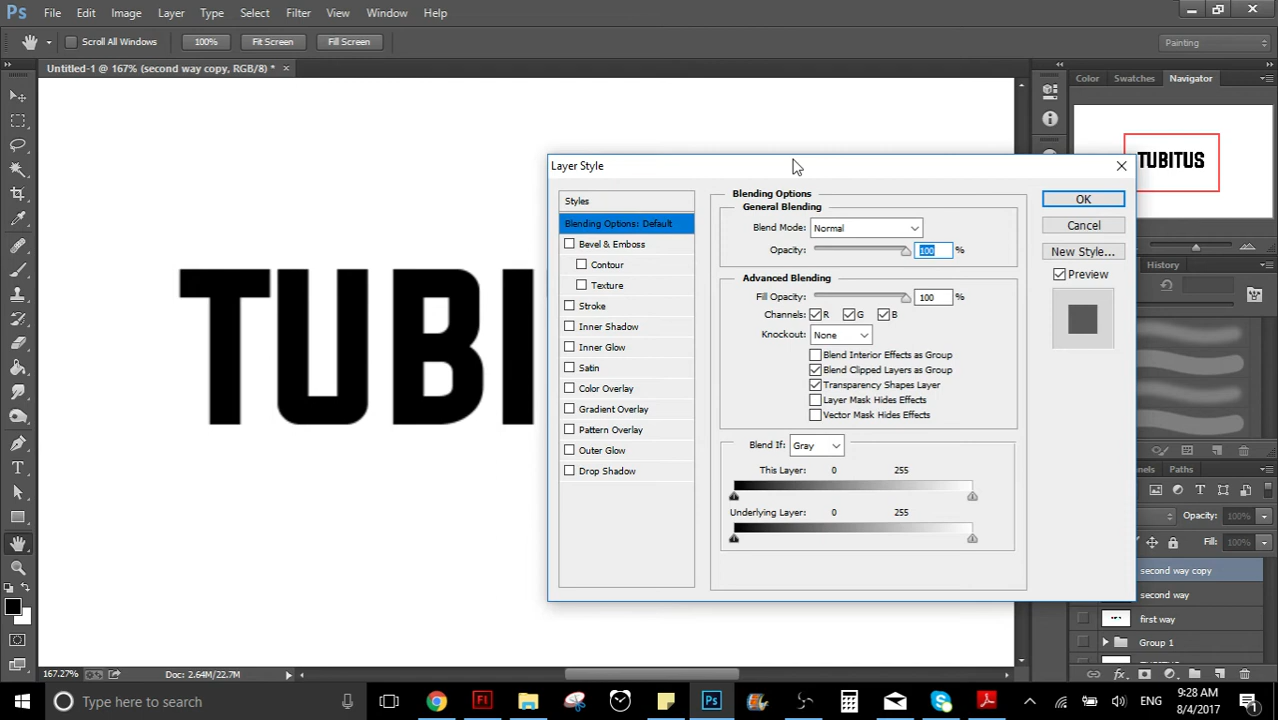 Ps File Edit Image Layer Type Select Filter View Window Help
Scroll All Windows 100% Fit Screen Fill Screen Painting
Untitled-1 @ 167% (second way copy, RGB/8) * ×
Color Swatches Navigator
TUBITUS
TUBI
Layer Style
Styles
Blending Options: Default
Bevel & Emboss
Contour
Texture
Stroke
Inner Shadow
Inner Glow
Satin
Color Overlay
Gradient Overlay
Pattern Overlay
Outer Glow
Drop Shadow
Blending Options
General Blending
Blend Mode: Normal
Opacity: 100 %
Advanced Blending
Fill Opacity: 100 %
Channels: R G B
Knockout: None
Blend Interior Effects as Group
Blend Clipped Layers as Group
Transparency Shapes Layer
Layer Mask Hides Effects
Vector Mask Hides Effects
Blend If: Gray
This Layer: 0 255
Underlying Layer: 0 255
OK
Cancel
New Style...
Preview
History
nnels Paths
Opacity: 100%
Fill: 100%
second way copy
second way
first way
Group 1
167.27% Doc: 2.64M/22.7M
Type here to search
ENG
9:28 AM
8/4/2017